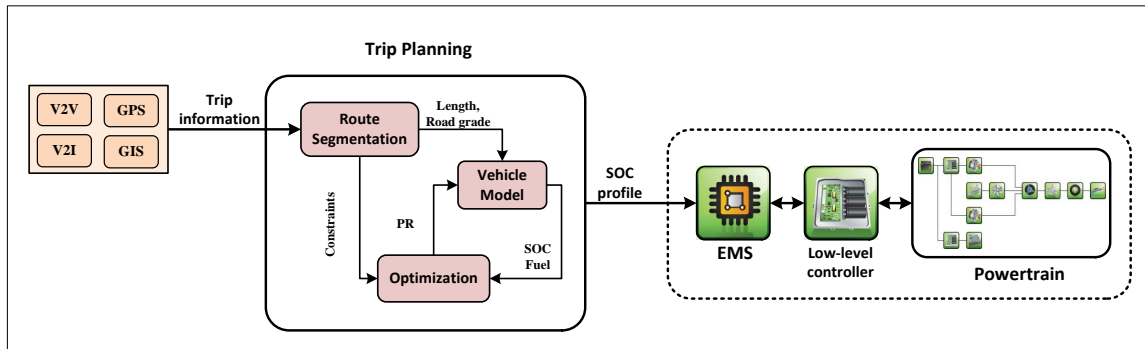 Trip Planning
V2V
GPS
V2I
GIS
Trip
information
Route
Segmentation
Length,
Road grade
Vehicle
Model
Constraints
PR
SOC
Fuel
Optimization
SOC
profile
EMS
Low-level
controller
Powertrain